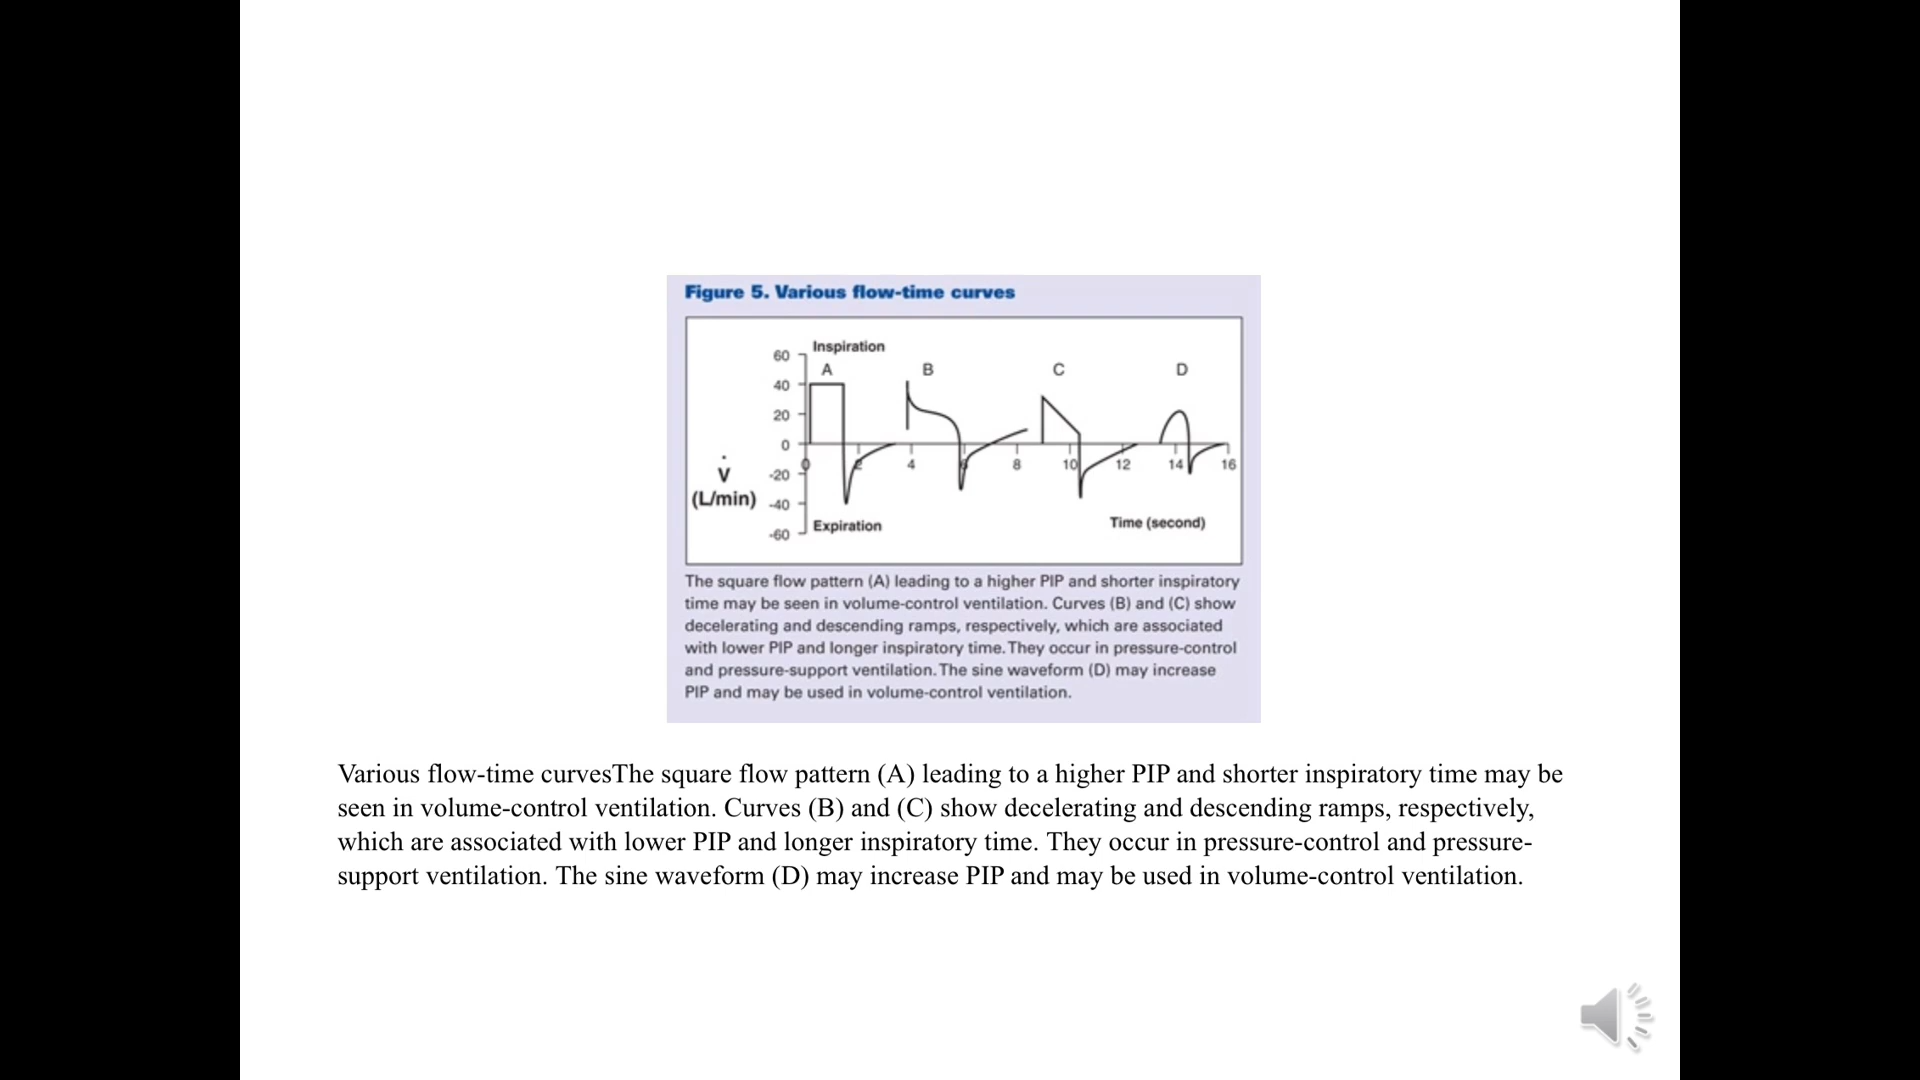 Figure 5. Various flow-time curves
Inspiration
60
A
B
C
D
40
20
0
0
2
4
6
8
10
12
14
16
V̇
(L/min)
-20
-40
-60
Expiration
Time (second)
The square flow pattern (A) leading to a higher PIP and shorter inspiratory
time may be seen in volume-control ventilation. Curves (B) and (C) show
decelerating and descending ramps, respectively, which are associated
with lower PIP and longer inspiratory time. They occur in pressure-control
and pressure-support ventilation. The sine waveform (D) may increase
PIP and may be used in volume-control ventilation.
Various flow-time curvesThe square flow pattern (A) leading to a higher PIP and shorter inspiratory time may be
seen in volume-control ventilation. Curves (B) and (C) show decelerating and descending ramps, respectively,
which are associated with lower PIP and longer inspiratory time. They occur in pressure-control and pressure-
support ventilation. The sine waveform (D) may increase PIP and may be used in volume-control ventilation.